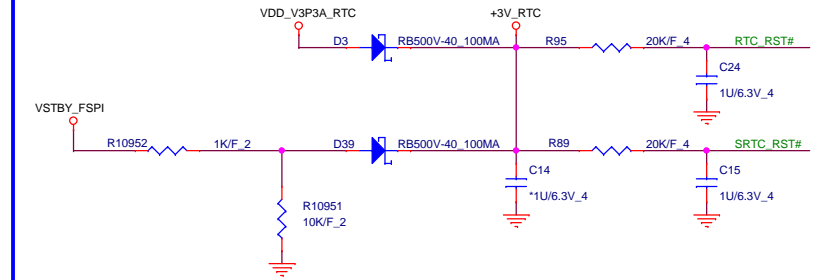 VDD_V3P3A_RTC
+3V_RTC
D3
RB500V-40_100MA
R95
20K/F_4
RTC_RST#
C24
1U/6.3V_4
VSTBY_FSPI
R10952
1K/F_2
D39
RB500V-40_100MA
R89
20K/F_4
SRTC_RST#
C14
*1U/6.3V_4
C15
1U/6.3V_4
R10951
10K/F_2